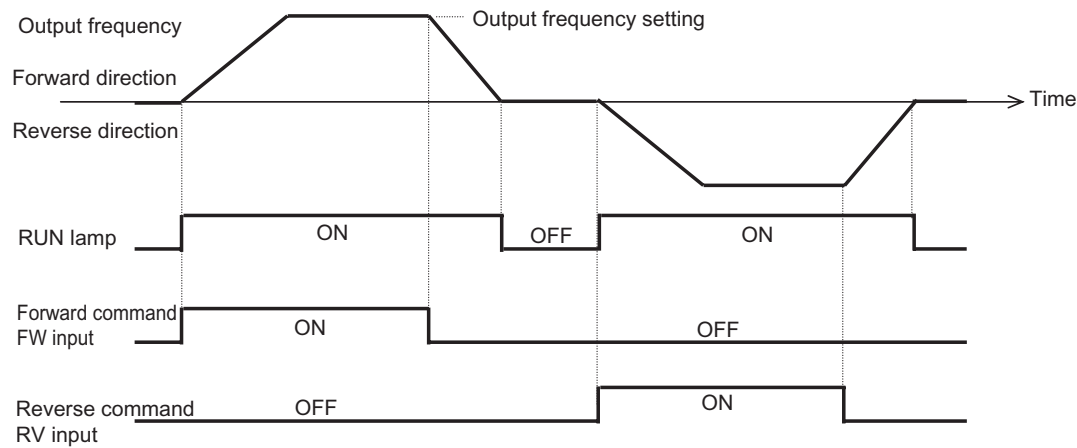 Output frequency
Output frequency setting
Forward direction
Time
Reverse direction
RUN lamp
ON
OFF
ON
Forward command
FW input
ON
OFF
Reverse command
RV input
OFF
ON